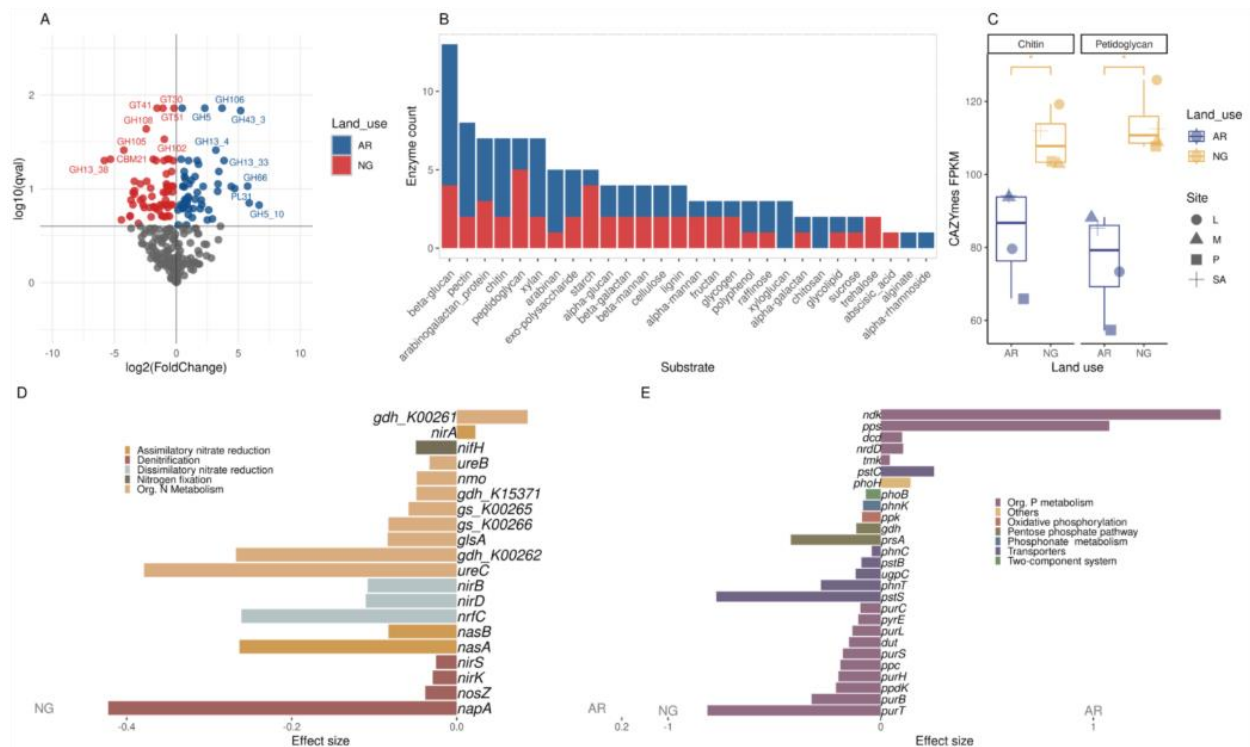 A
log10(qval)
2
1
0
-10
-5
0
5
10
log2(FoldChange)
GT41
GT30
GT51
GH106
GH5
GH43_3
GH108
GH105
GH102
GH13_4
CBM21
GH13_33
GH13_38
GH66
PL31
GH5_10
Land_use
AR
NG
B
Enzyme count
10
5
0
beta-glucan
pectin
arabinogalactan_protein
chitin
peptidoglycan
xylan
arabinan
exo-polysaccharide
starch
alpha-glucan
beta-galactan
beta-mannan
cellulose
lignin
alpha-mannan
fructan
glycogen
polyphenol
raffinose
xyloglucan
alpha-galactan
chitosan
glycolipid
sucrose
trehalose
abscisic_acid
alginate
alpha-rhamnoside
Substrate
C
Chitin
Petidoglycan
CAZYmes FPKM
120
100
80
60
AR
NG
AR
NG
Land use
Land_use
AR
NG
Site
L
M
P
SA
D
gdh_K00261
nirA
nifH
ureB
nmo
gdh_K15371
gs_K00265
gs_K00266
glsA
gdh_K00262
ureC
nirB
nirD
nrfC
nasB
nasA
nirS
nirK
nosZ
napA
Assimilatory nitrate reduction
Denitrification
Dissimilatory nitrate reduction
Nitrogen fixation
Org. N Metabolism
NG
AR
-0.4
-0.2
0.0
0.2
Effect size
E
ndk
pps
dcd
nrdD
tmk
pstC
phoH
phoB
phnK
ppk
gdh
prsA
phnC
pstB
ugpC
phnT
pstS
purC
pyrE
purL
dut
purS
ppc
purH
ppdK
purB
purT
Org. P metabolism
Others
Oxidative phosphorylation
Pentose phosphate pathway
Phosphonate metabolism
Transporters
Two-component system
NG
AR
-1
0
1
Effect size